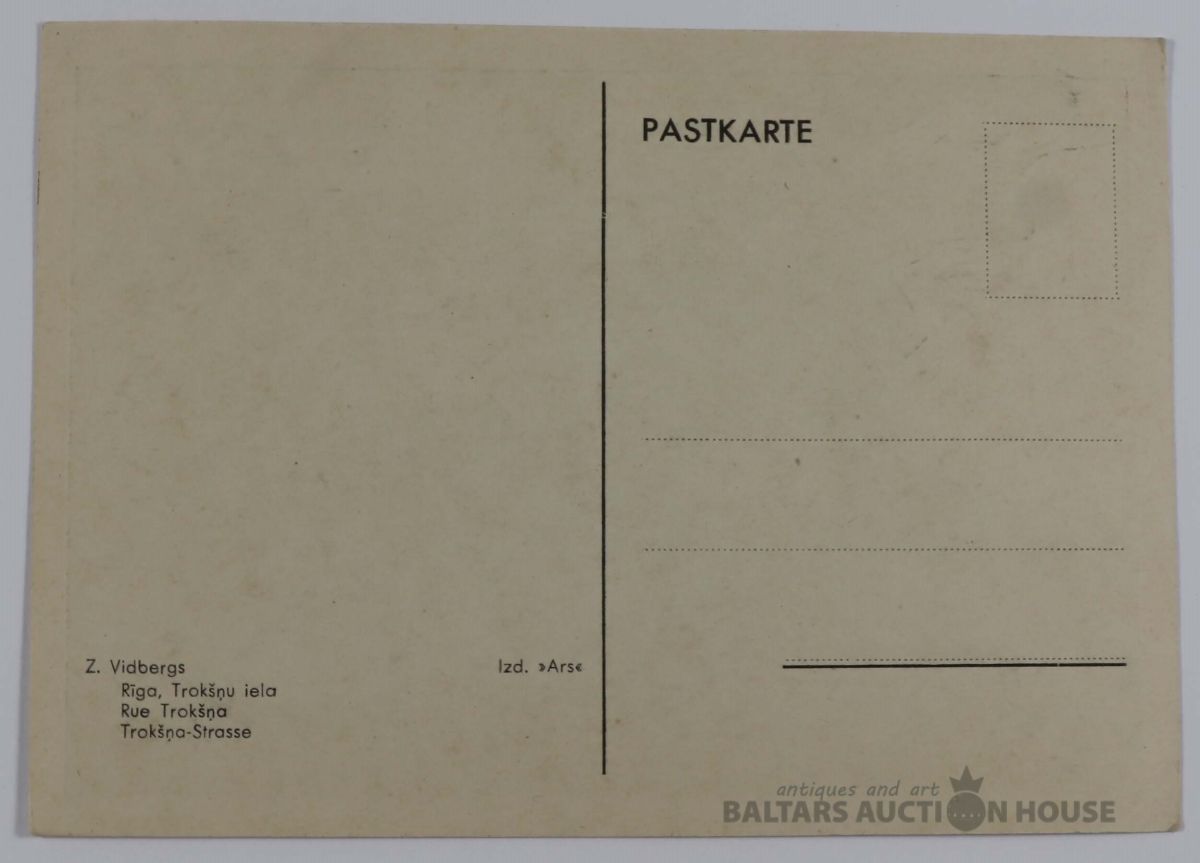 PASTKARTE
Z. Vidbergs
Rīga, Trokšņu iela
Rue Trokšņa
Trokšņa-Strasse
Izd. »Ars«
antiques and art
BALTARS AUCTION HOUSE